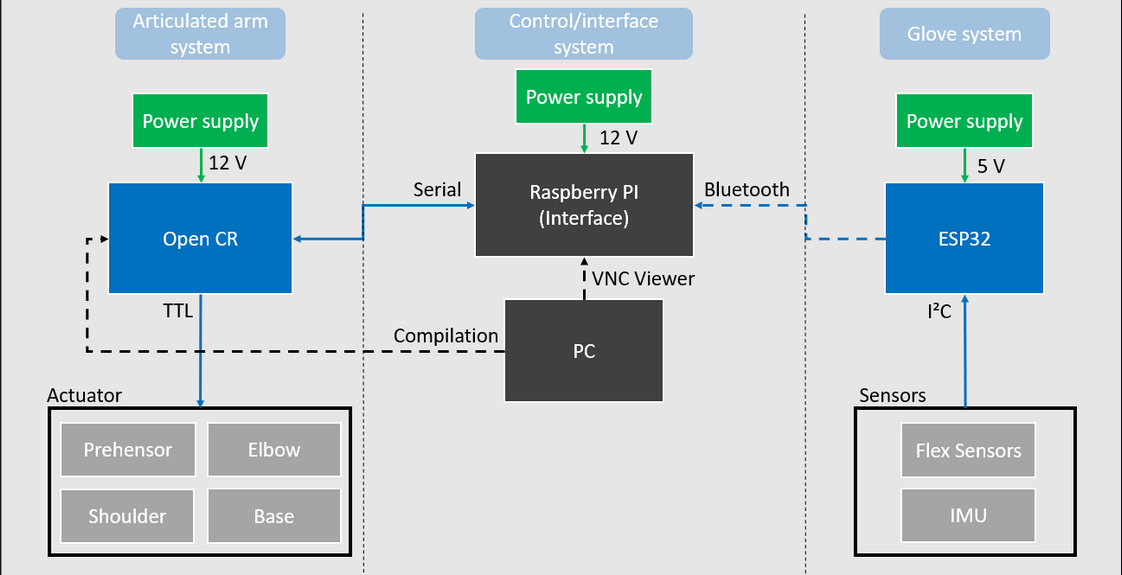 Articulated arm
system
Control/interface
system
Glove system
Power supply
12 V
Open CR
TTL
Actuator
Prehensor
Elbow
Shoulder
Base
Power supply
12 V
Serial
Raspberry PI
(Interface)
Bluetooth
VNC Viewer
Compilation
PC
Power supply
5 V
ESP32
I²C
Sensors
Flex Sensors
IMU